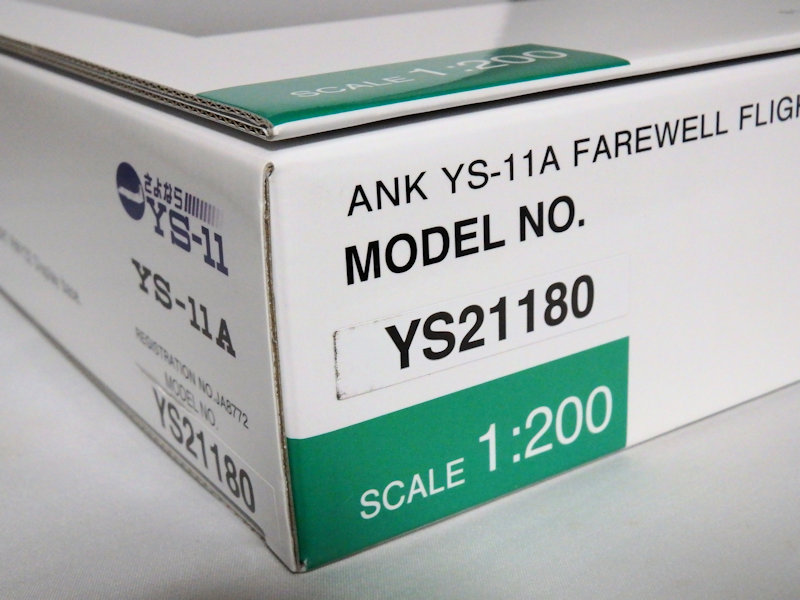 SCALE 1:200
ANK YS-11A FAREWELL
MODEL NO.
YS21180
SCALE 1:200
さよなら
YS-11
YS-11A
REGISTRATION NO.JA8772
MODEL NO.
YS21180